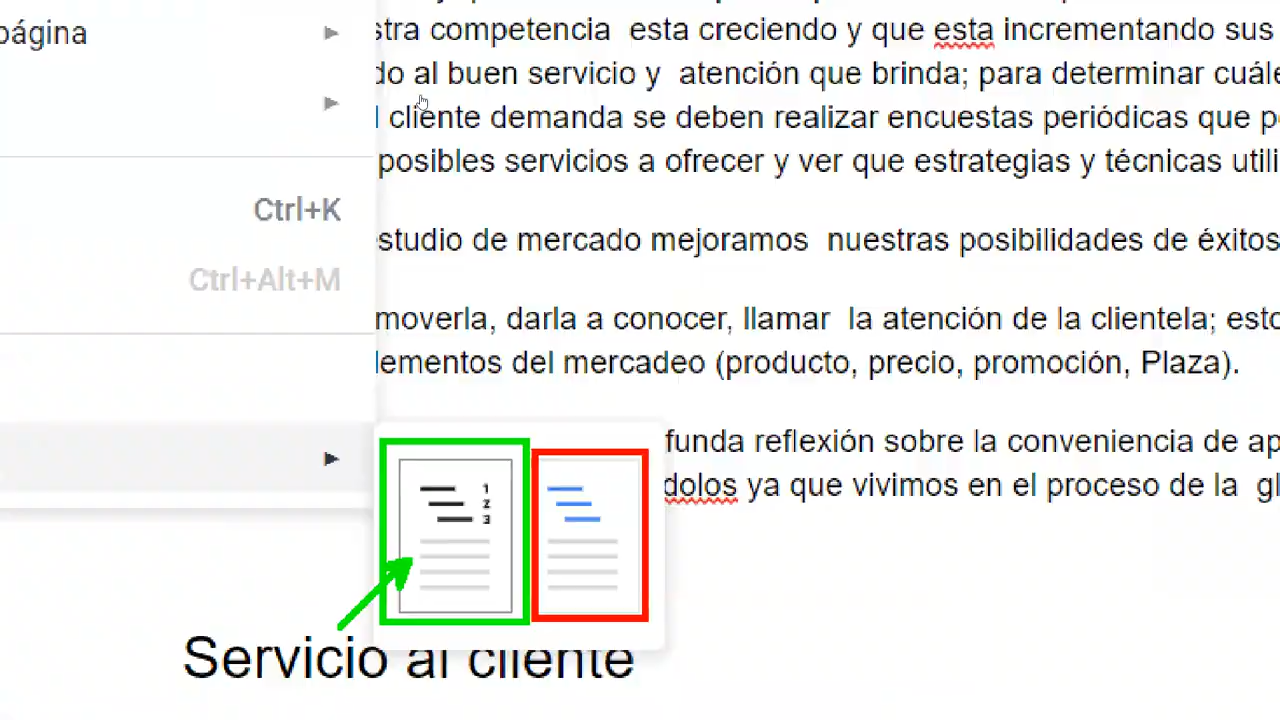 página
stra competencia esta creciendo y que esta incrementando sus
do al buen servicio y atención que brinda; para determinar
cliente demanda se deben realizar encuestas periódicas que
posibles servicios a ofrecer y ver que estrategias y técnicas
Ctrl+K
studio de mercado mejoramos nuestras posibilidades de éxitos
Ctrl+Alt+M
moverla, darla a conocer, llamar la atención de la clientela;
lementos del mercadeo (producto, precio, promoción, Plaza).
funda reflexión sobre la conveniencia de
dolos ya que vivimos en el proceso de la
1
2
3
Servicio al cliente